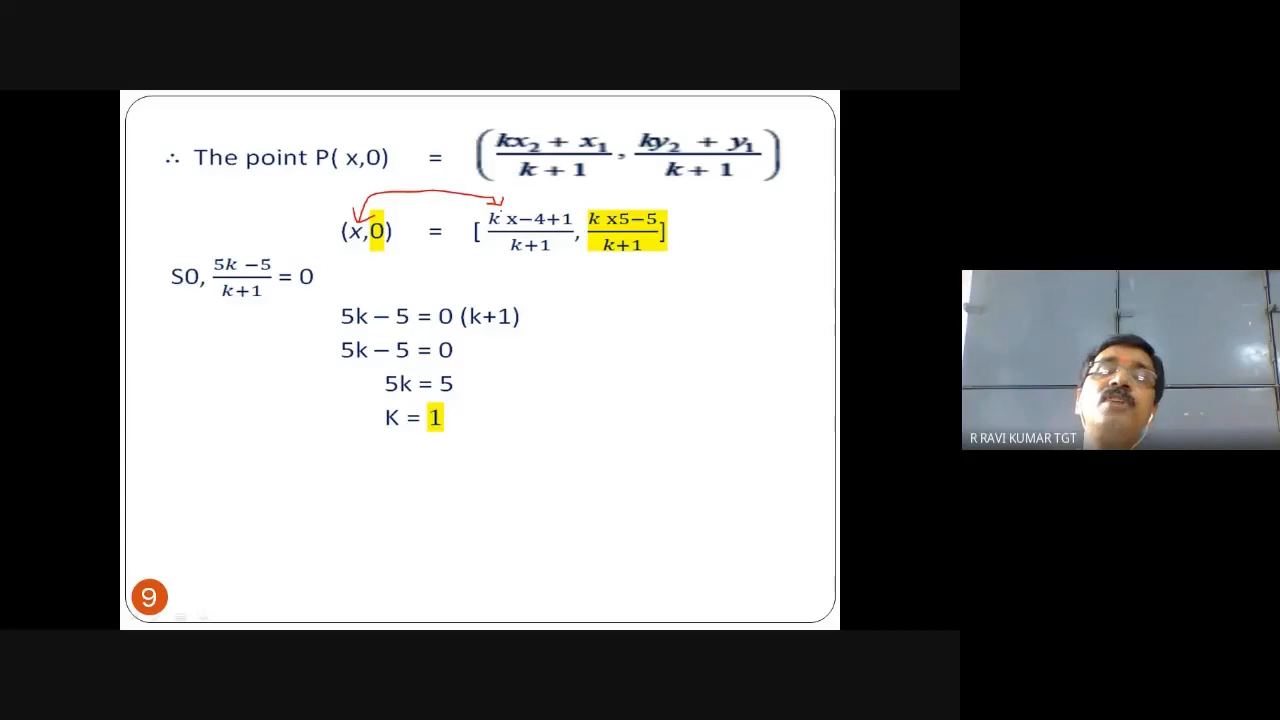 ∴ The point P( x,0) = (kx₂ + x₁/k + 1, ky₂ + y₁/k + 1)
(x,0) = [ k x−4+1/k+1, k x5−5/k+1]
S0, 5k −5/k+1 = 0
5k − 5 = 0 (k+1)
5k − 5 = 0
5k = 5
K = 1
9
R RAVI KUMAR TGT